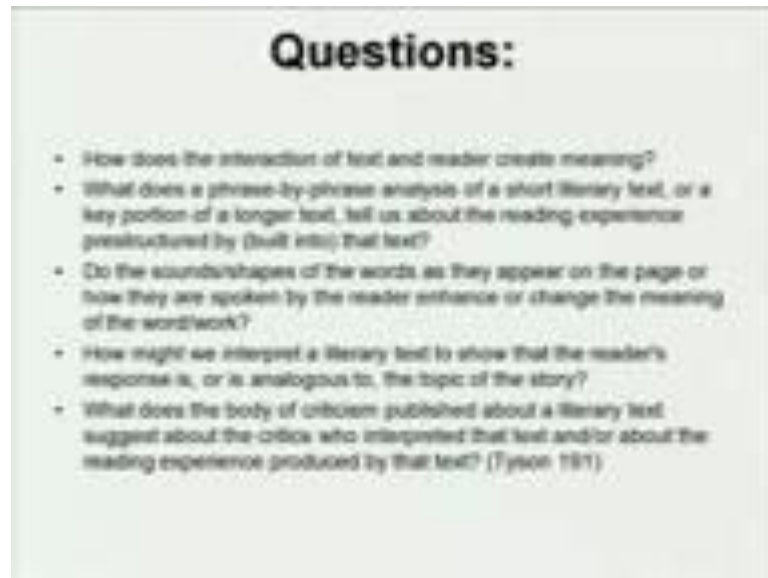 Questions:
• How does the interaction of text and reader create meaning?
• What does a phrase-by-phrase analysis of a short literary text, or a
key portion of a longer text, tell us about the reading experience
prestructured by (built into) that text?
• Do the sounds/shapes of the words as they appear on the page or
how they are spoken by the reader enhance or change the meaning
of the word/work?
• How might we interpret a literary text to show that the reader's
response is, or is analogous to, the topic of the story?
• What does the body of criticism published about a literary text
suggest about the critics who interpreted that text and/or about the
reading experience produced by that text? (Tyson 191)